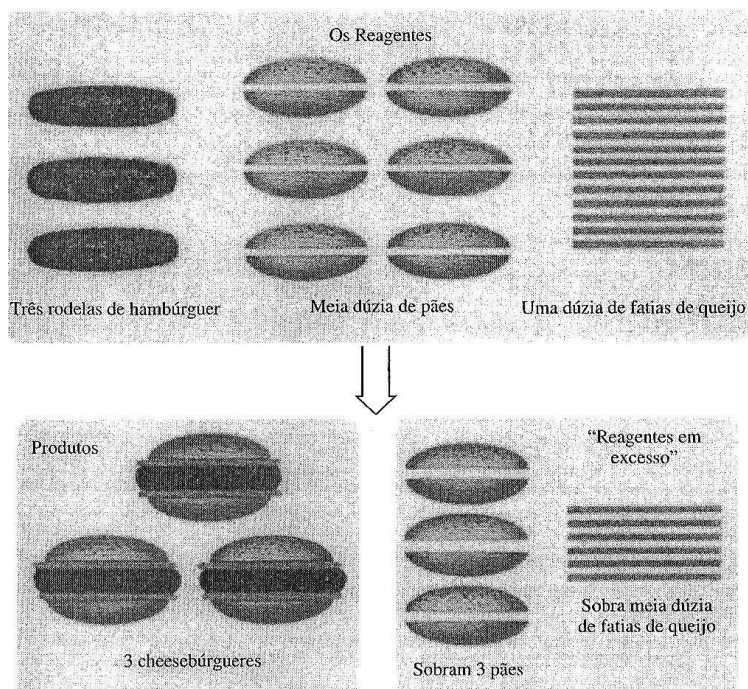 Os Reagentes
Três rodelas de hambúrguer
Meia dúzia de pães
Uma dúzia de fatias de queijo
Produtos
3 cheesebúrgueres
Sobram 3 pães
“Reagentes em
excesso”
Sobra meia dúzia
de fatias de queijo